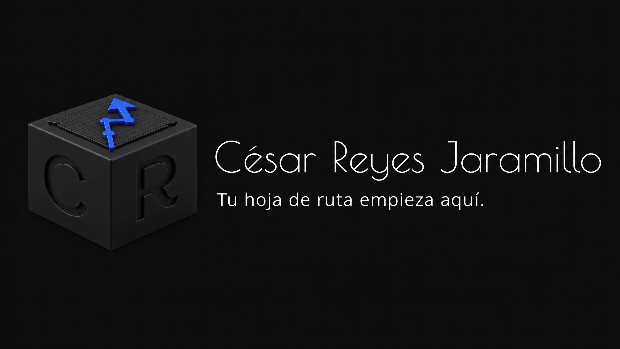 C R
César Reyes Jaramillo
Tu hoja de ruta empieza aquí.